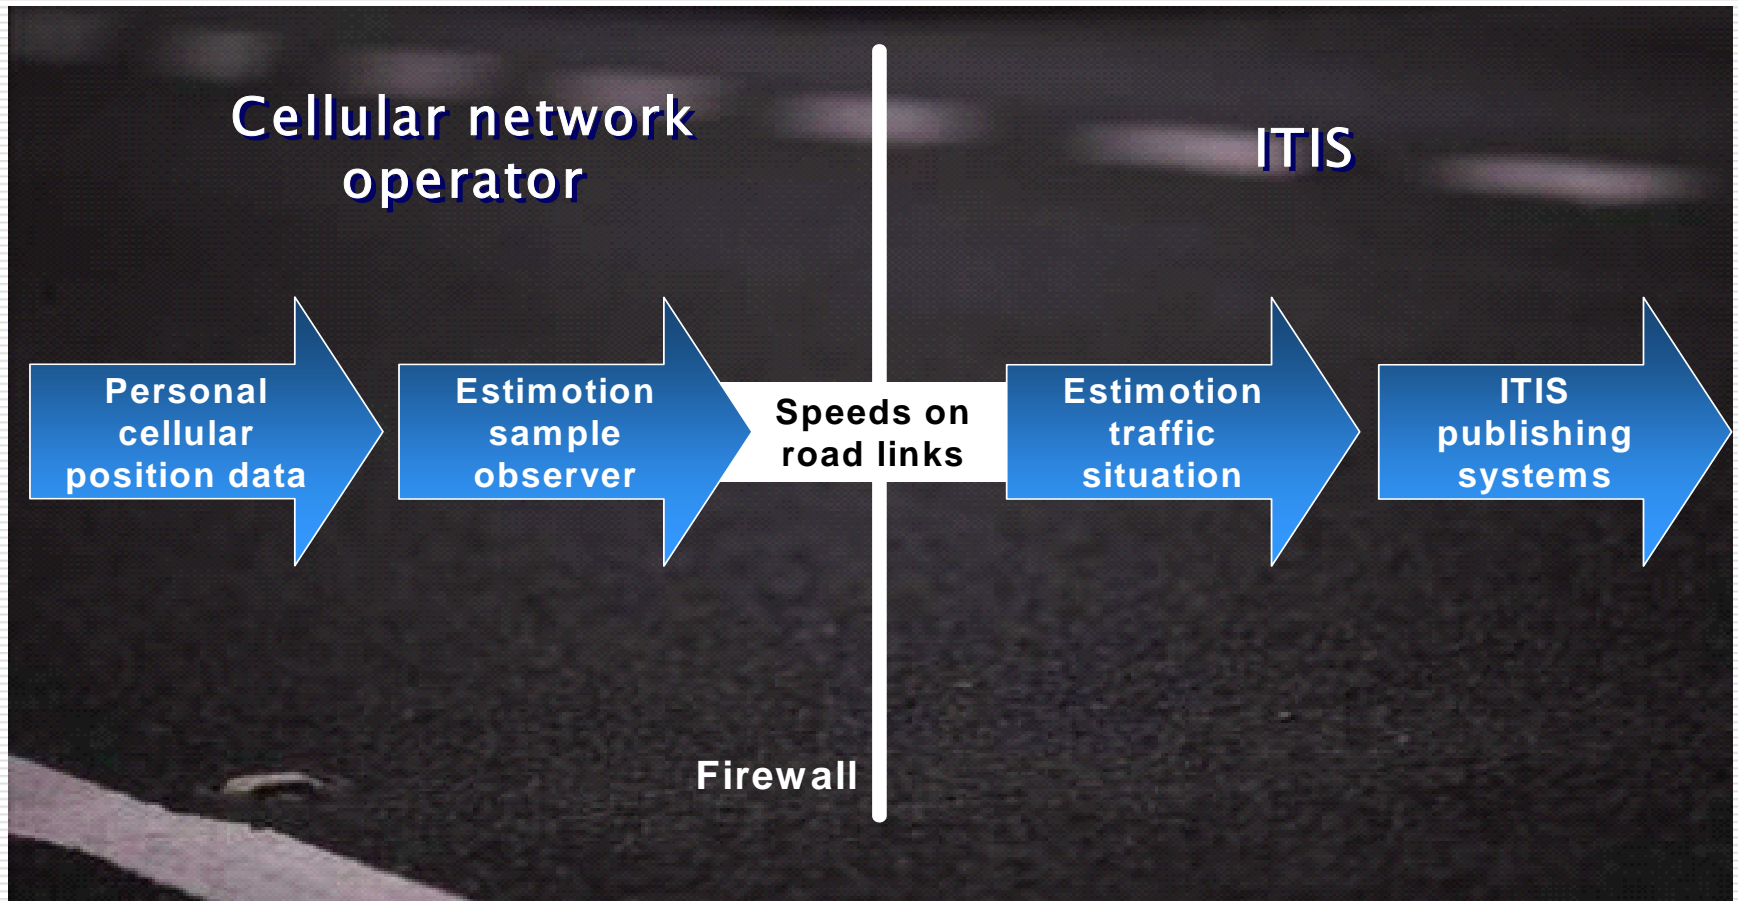 Cellular network
operator
ITIS
Personal
cellular
position data
Estimotion
sample
observer
Speeds on
road links
Estimotion
traffic
situation
ITIS
publishing
systems
Firewall